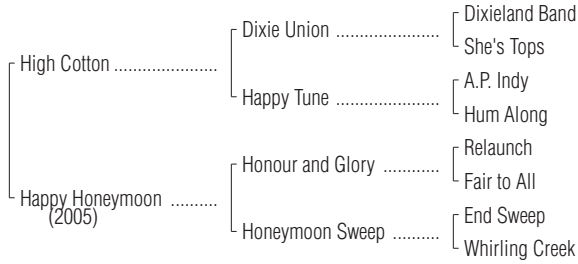 Dixieland Band
Dixie Union ....................
She's Tops
High Cotton ....................
A.P. Indy
Happy Tune ....................
Hum Along
Relaunch
Honour and Glory ...........
Fair to All
Happy Honeymoon .........
(2005)
End Sweep
Honeymoon Sweep .........
Whirling Creek